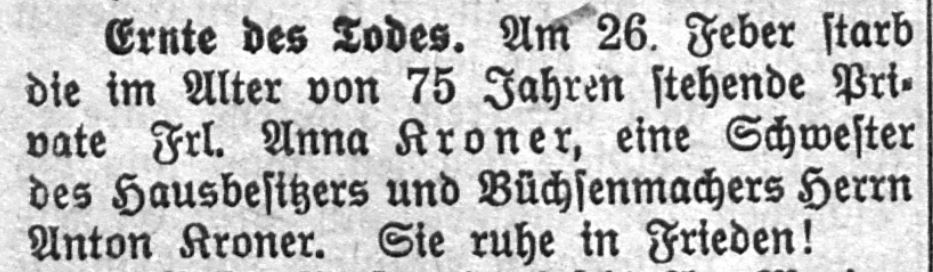 Ernte des Todes. Am 26. Feber starb
die im Alter von 75 Jahren stehende Pri-
vate Frl. Anna Kroner, eine Schwester
des Hausbesitzers und Büchsenmachers Herrn
Anton Kroner. Sie ruhe in Frieden!